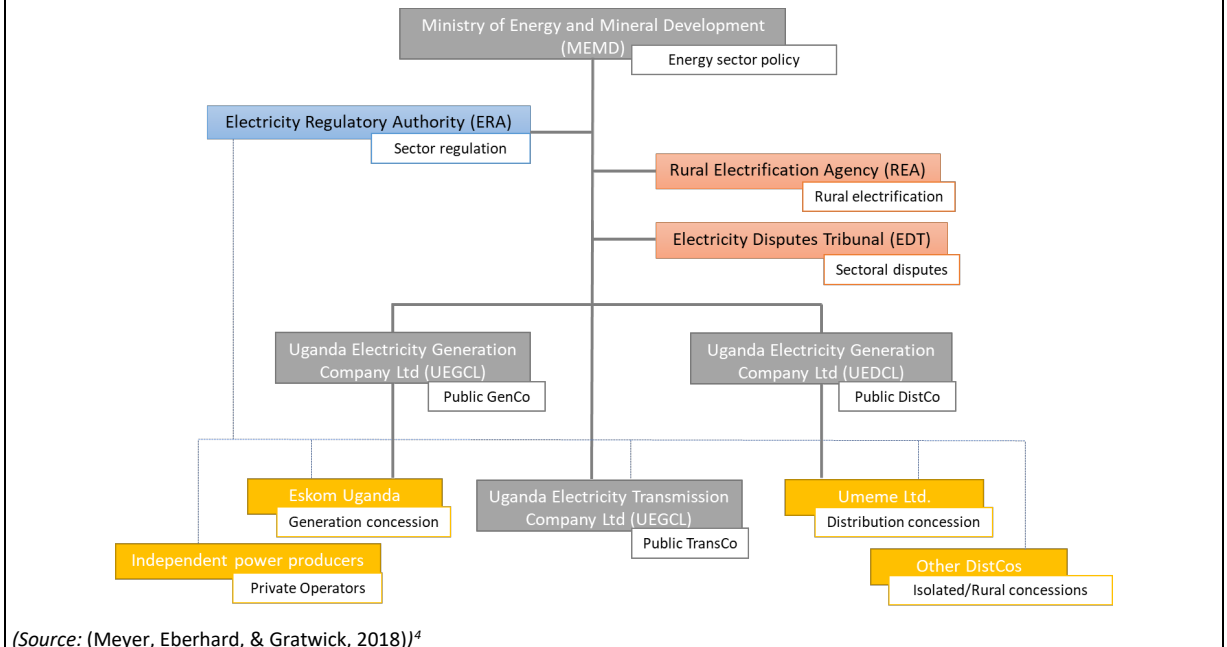 Ministry of Energy and Mineral Development
(MEMD)
Energy sector policy
Electricity Regulatory Authority (ERA)
Sector regulation
Rural Electrification Agency (REA)
Rural electrification
Electricity Disputes Tribunal (EDT)
Sectoral disputes
Uganda Electricity Generation
Company Ltd (UEGCL)
Public GenCo
Uganda Electricity Generation
Company Ltd (UEDCL)
Public DistCo
Eskom Uganda
Generation concession
Uganda Electricity Transmission
Company Ltd (UEGCL)
Public TransCo
Umeme Ltd.
Distribution concession
Independent power producers
Private Operators
Other DistCos
Isolated/Rural concessions
(Source: (Meyer, Eberhard, & Gratwick, 2018))4